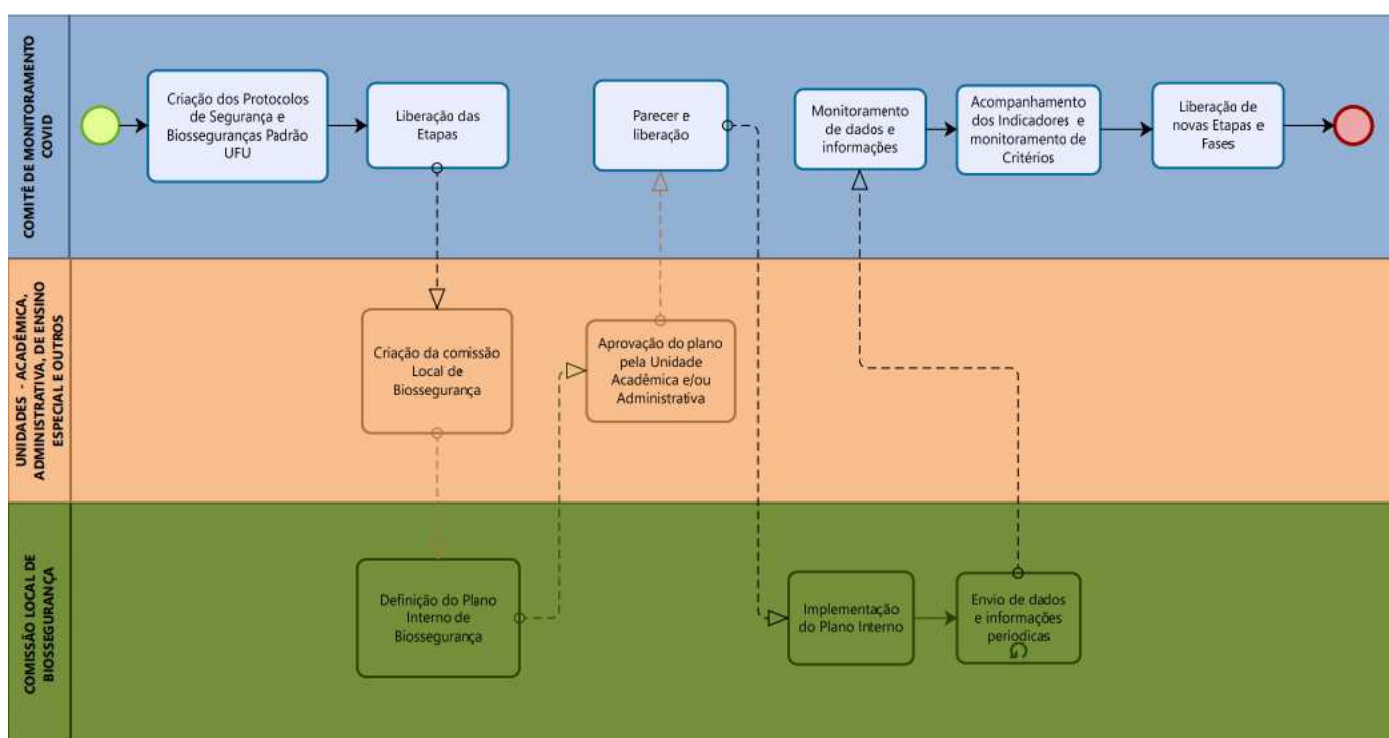 COMITÊ DE MONITORAMENTO
COVID
Criação dos Protocolos
de Segurança e
Biosseguranças Padrão
UFU
Liberação das
Etapas
Parecer e
liberação
Monitoramento
de dados e
informações
Acompanhamento
dos Indicadores e
monitoramento de
Critérios
Liberação de
novas Etapas e
Fases
UNIDADES - ACADÊMICA,
ADMINISTRATIVA, DE ENSINO
ESPECIAL E OUTROS
Criação da comissão
Local de
Biossegurança
Aprovação do plano
pela Unidade
Acadêmica e/ou
Administrativa
COMISSÃO LOCAL DE
BIOSSEGURANÇA
Definição do Plano
Interno de
Biossegurança
Implementação
do Plano Interno
Envio de dados
e informações
periodicas